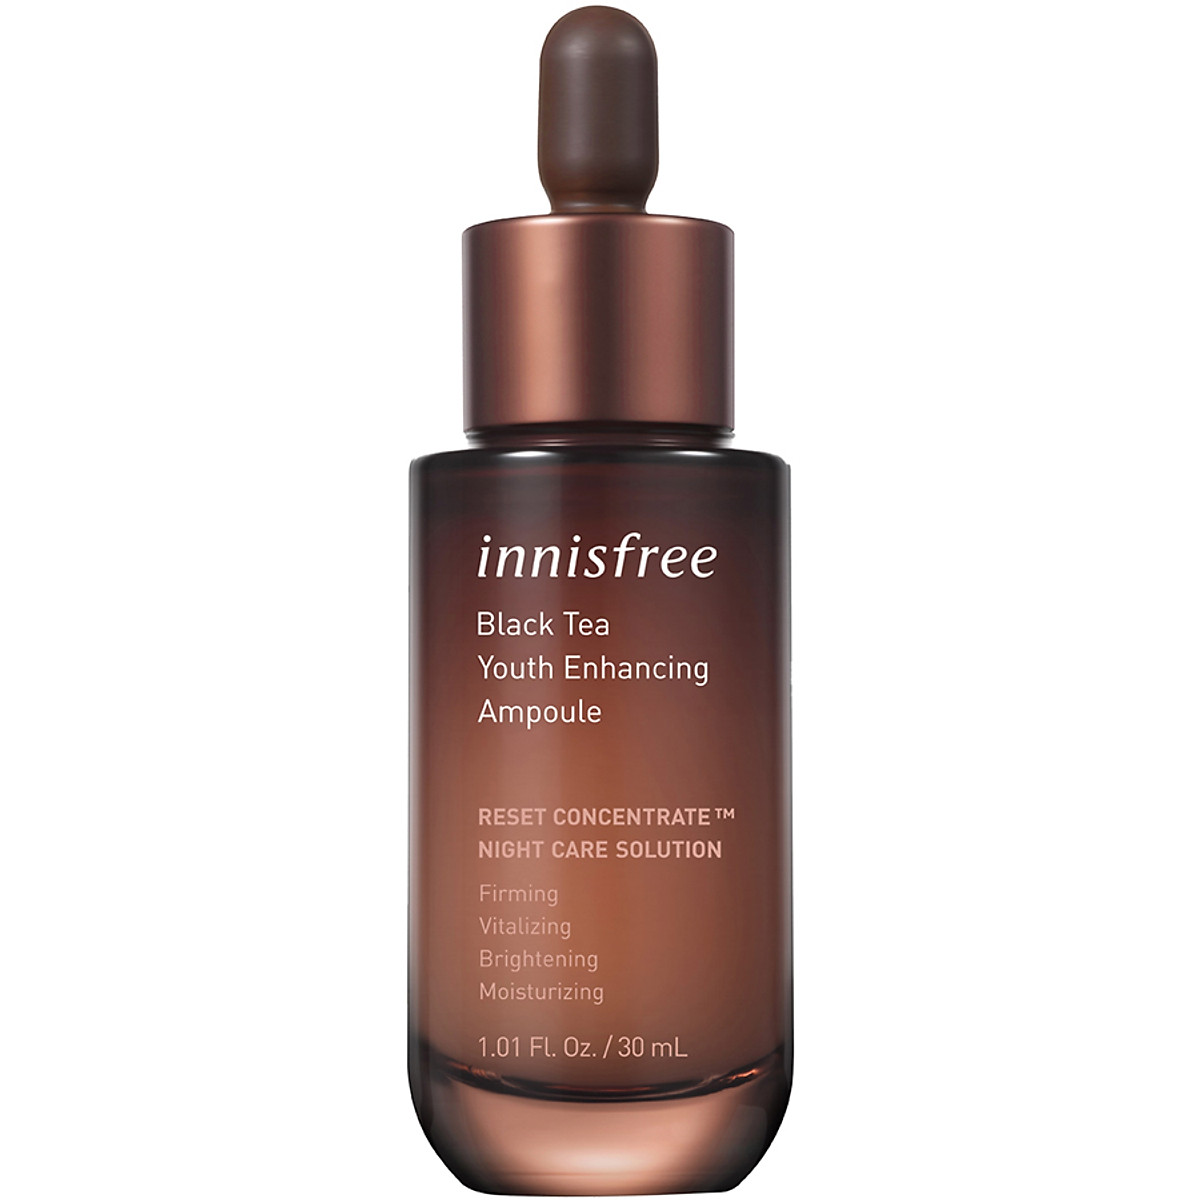 innisfree
Black Tea
Youth Enhancing
Ampoule
RESET CONCENTRATE™
NIGHT CARE SOLUTION
Firming
Vitalizing
Brightening
Moisturizing
1.01 Fl. Oz. / 30 mL